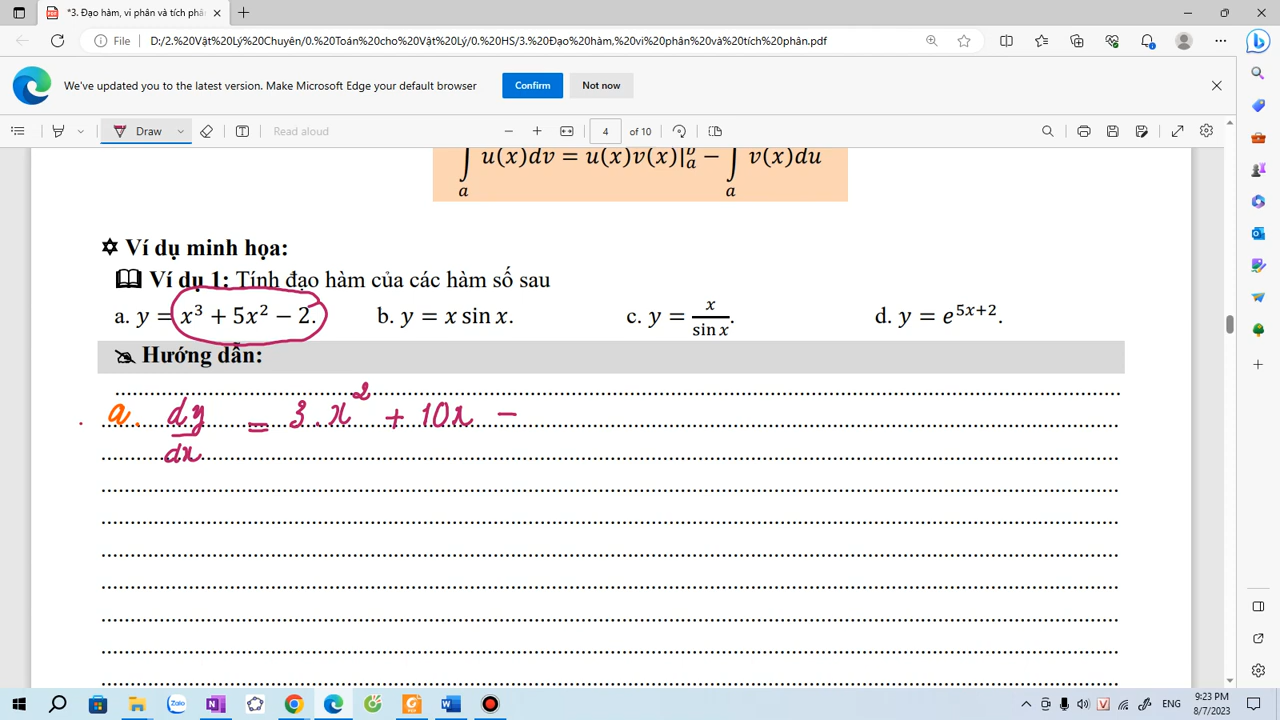 *3. Đạo hàm, vi phân và tích phâ
File
D:/2.%20Vật%20Lý%20Chuyên/0.%20Toán%20cho%20Vật%20Lý/0.%20HS/3.%20Đạo%20hàm,%20vi%20phân%20và%20tích%20phân.pdf
We've updated you to the latest version. Make Microsoft Edge your default browser
Confirm
Not now
Draw
Read aloud
4 of 10
∫ₐ u(x)dv = u(x)v(x)|ₐᵇ − ∫ₐ v(x)du
Ví dụ minh họa:
Ví dụ 1: Tính đạo hàm của các hàm số sau
a. y = x³ + 5x² − 2. b. y = x sin x. c. y = x/sin x. d. y = e^(5x+2).
Hướng dẫn:
a. dy/dx = 3.x² + 10x −
Zalo
ENG
9:23 PM
8/7/2023